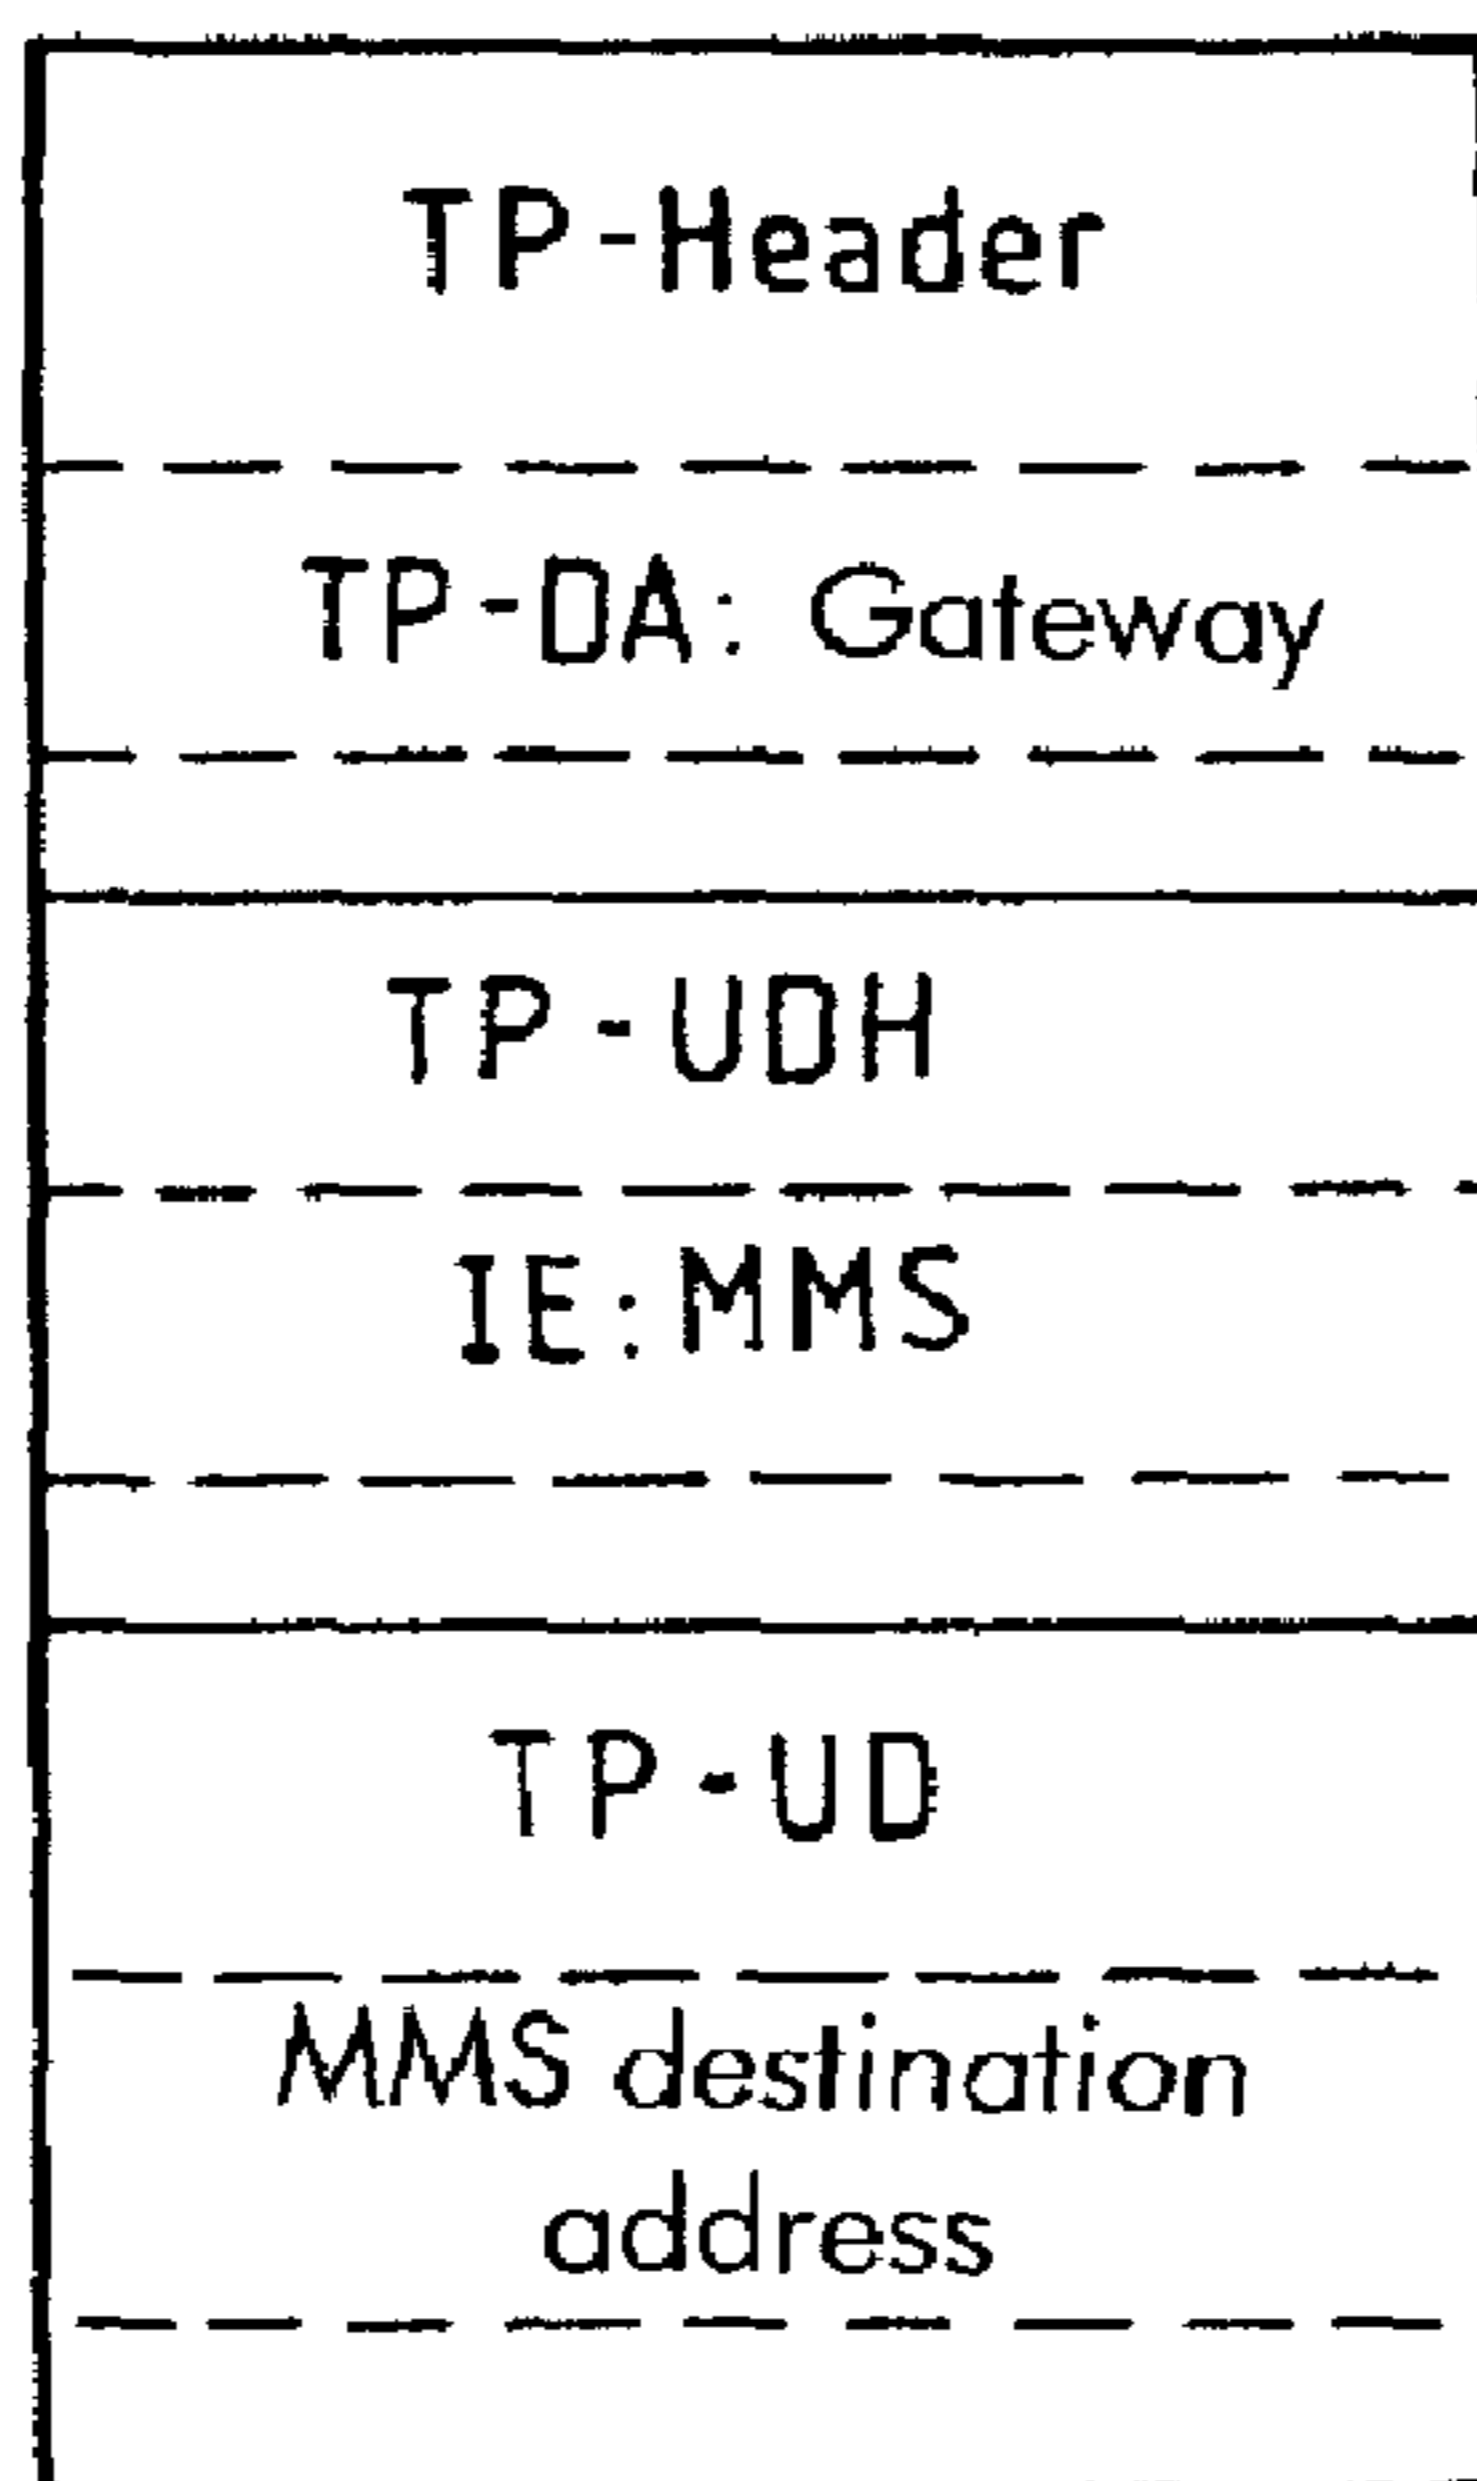 TP-Header
TP-DA: Gateway
TP-UDH
IE:MMS
TP-UD
MMS destination
address